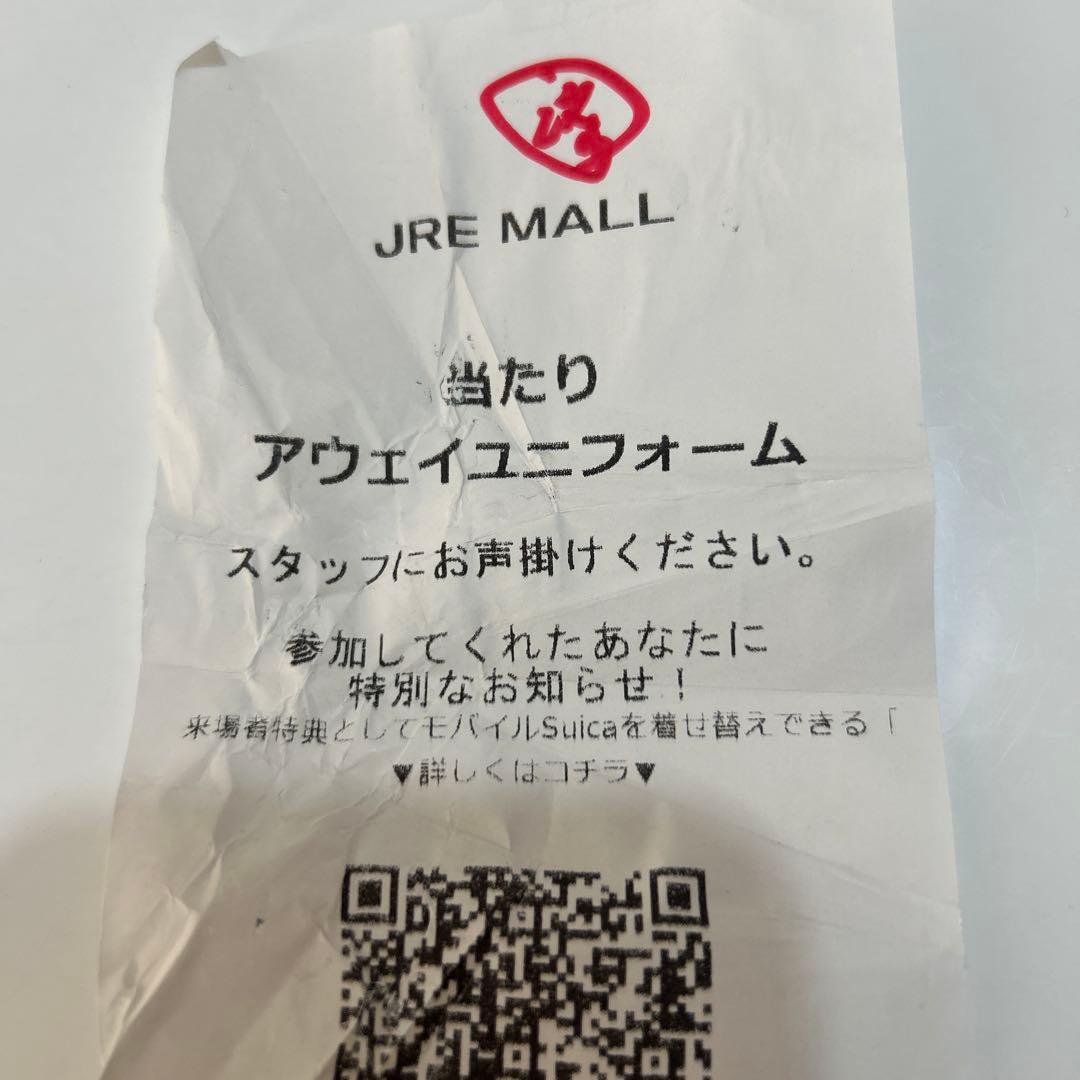 JRE MALL
当たり
アウェイユニフォーム
スタッフにお声掛けください。
参加してくれたあなたに
特別なお知らせ！
来場者特典としてモバイルSuicaを着せ替えできる「
▼詳しくはコチラ▼